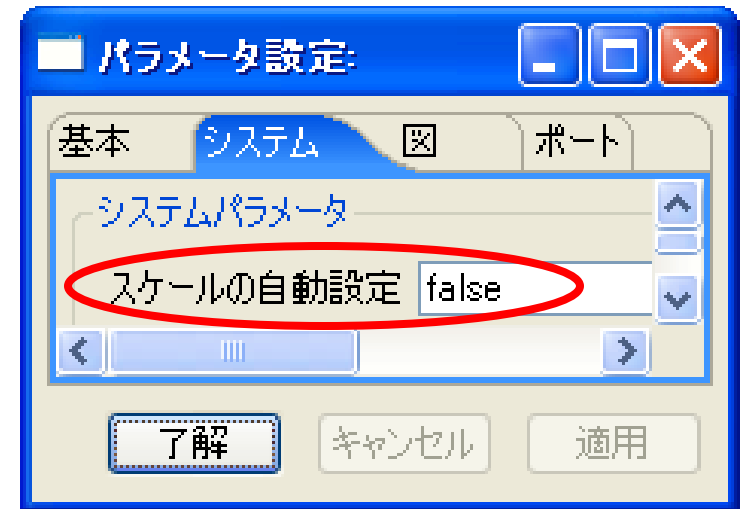 パラメータ設定:
基本 システム 図 ポート
システムパラメータ
スケールの自動設定 false
了解 キャンセル 適用